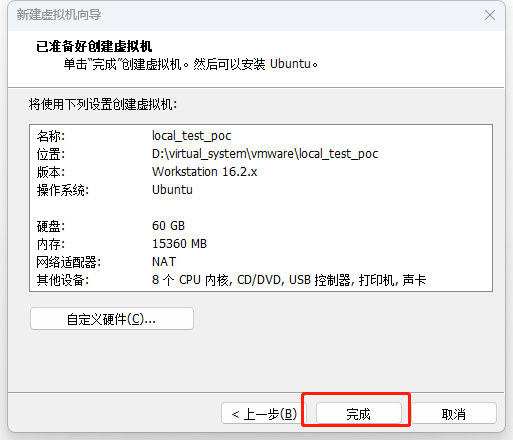 新建虚拟机向导
已准备好创建虚拟机
单击“完成”创建虚拟机。然后可以安装 Ubuntu。
将使用下列设置创建虚拟机：
名称: local_test_poc
位置: D:\virtual_system\vmware\local_test_poc
版本: Workstation 16.2.x
操作系统: Ubuntu
硬盘: 60 GB
内存: 15360 MB
网络适配器: NAT
其他设备: 8 个 CPU 内核, CD/DVD, USB 控制器, 打印机, 声卡
自定义硬件(C)...
< 上一步(B) 完成 取消